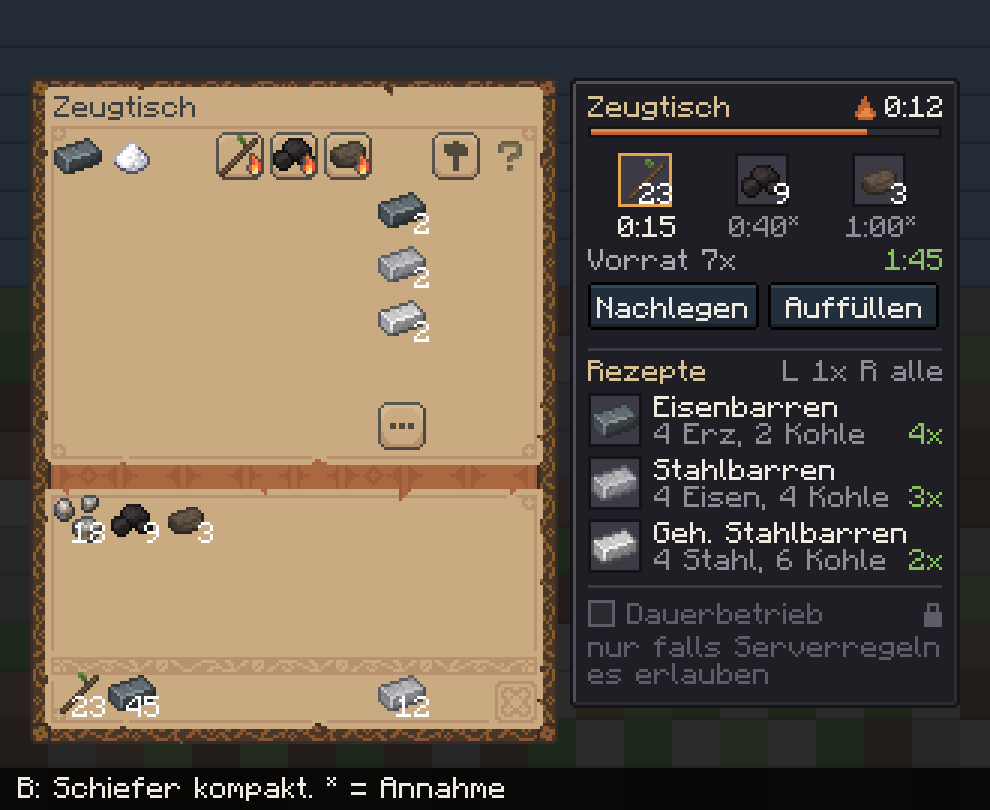 Zeugtisch
?
2
2
2
...
18 9 3
23 45 12
Zeugtisch 0:12
23 9 3
0:15 0:40* 1:00*
Vorrat 7x 1:45
Nachlegen Auffüllen
Rezepte L 1x R alle
Eisenbarren
4 Erz, 2 Kohle 4x
Stahlbarren
4 Eisen, 4 Kohle 3x
Geh. Stahlbarren
4 Stahl, 6 Kohle 2x
Dauerbetrieb
nur falls Serverregeln
es erlauben
B: Schiefer kompakt. * = Annahme